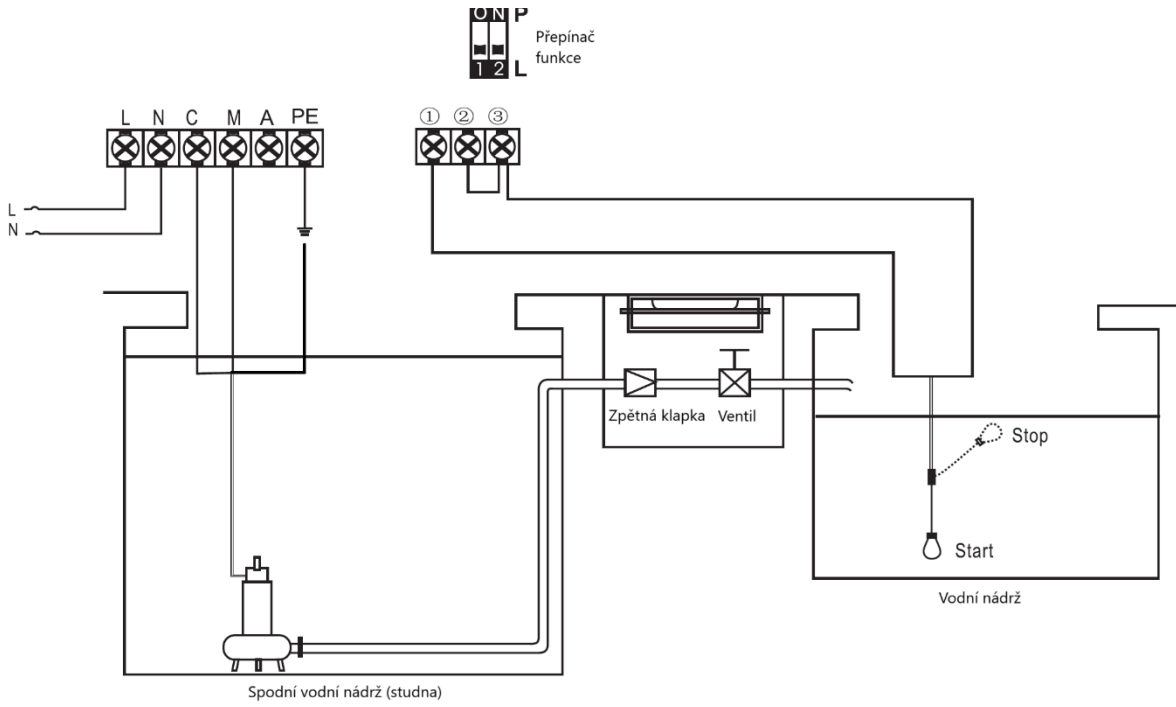 ON P
Přepínač
funkce
1 2 L
L N C M A PE
① ② ③
L
N
Zpětná klapka Ventil
Stop
Start
Vodní nádrž
Spodní vodní nádrž (studna)